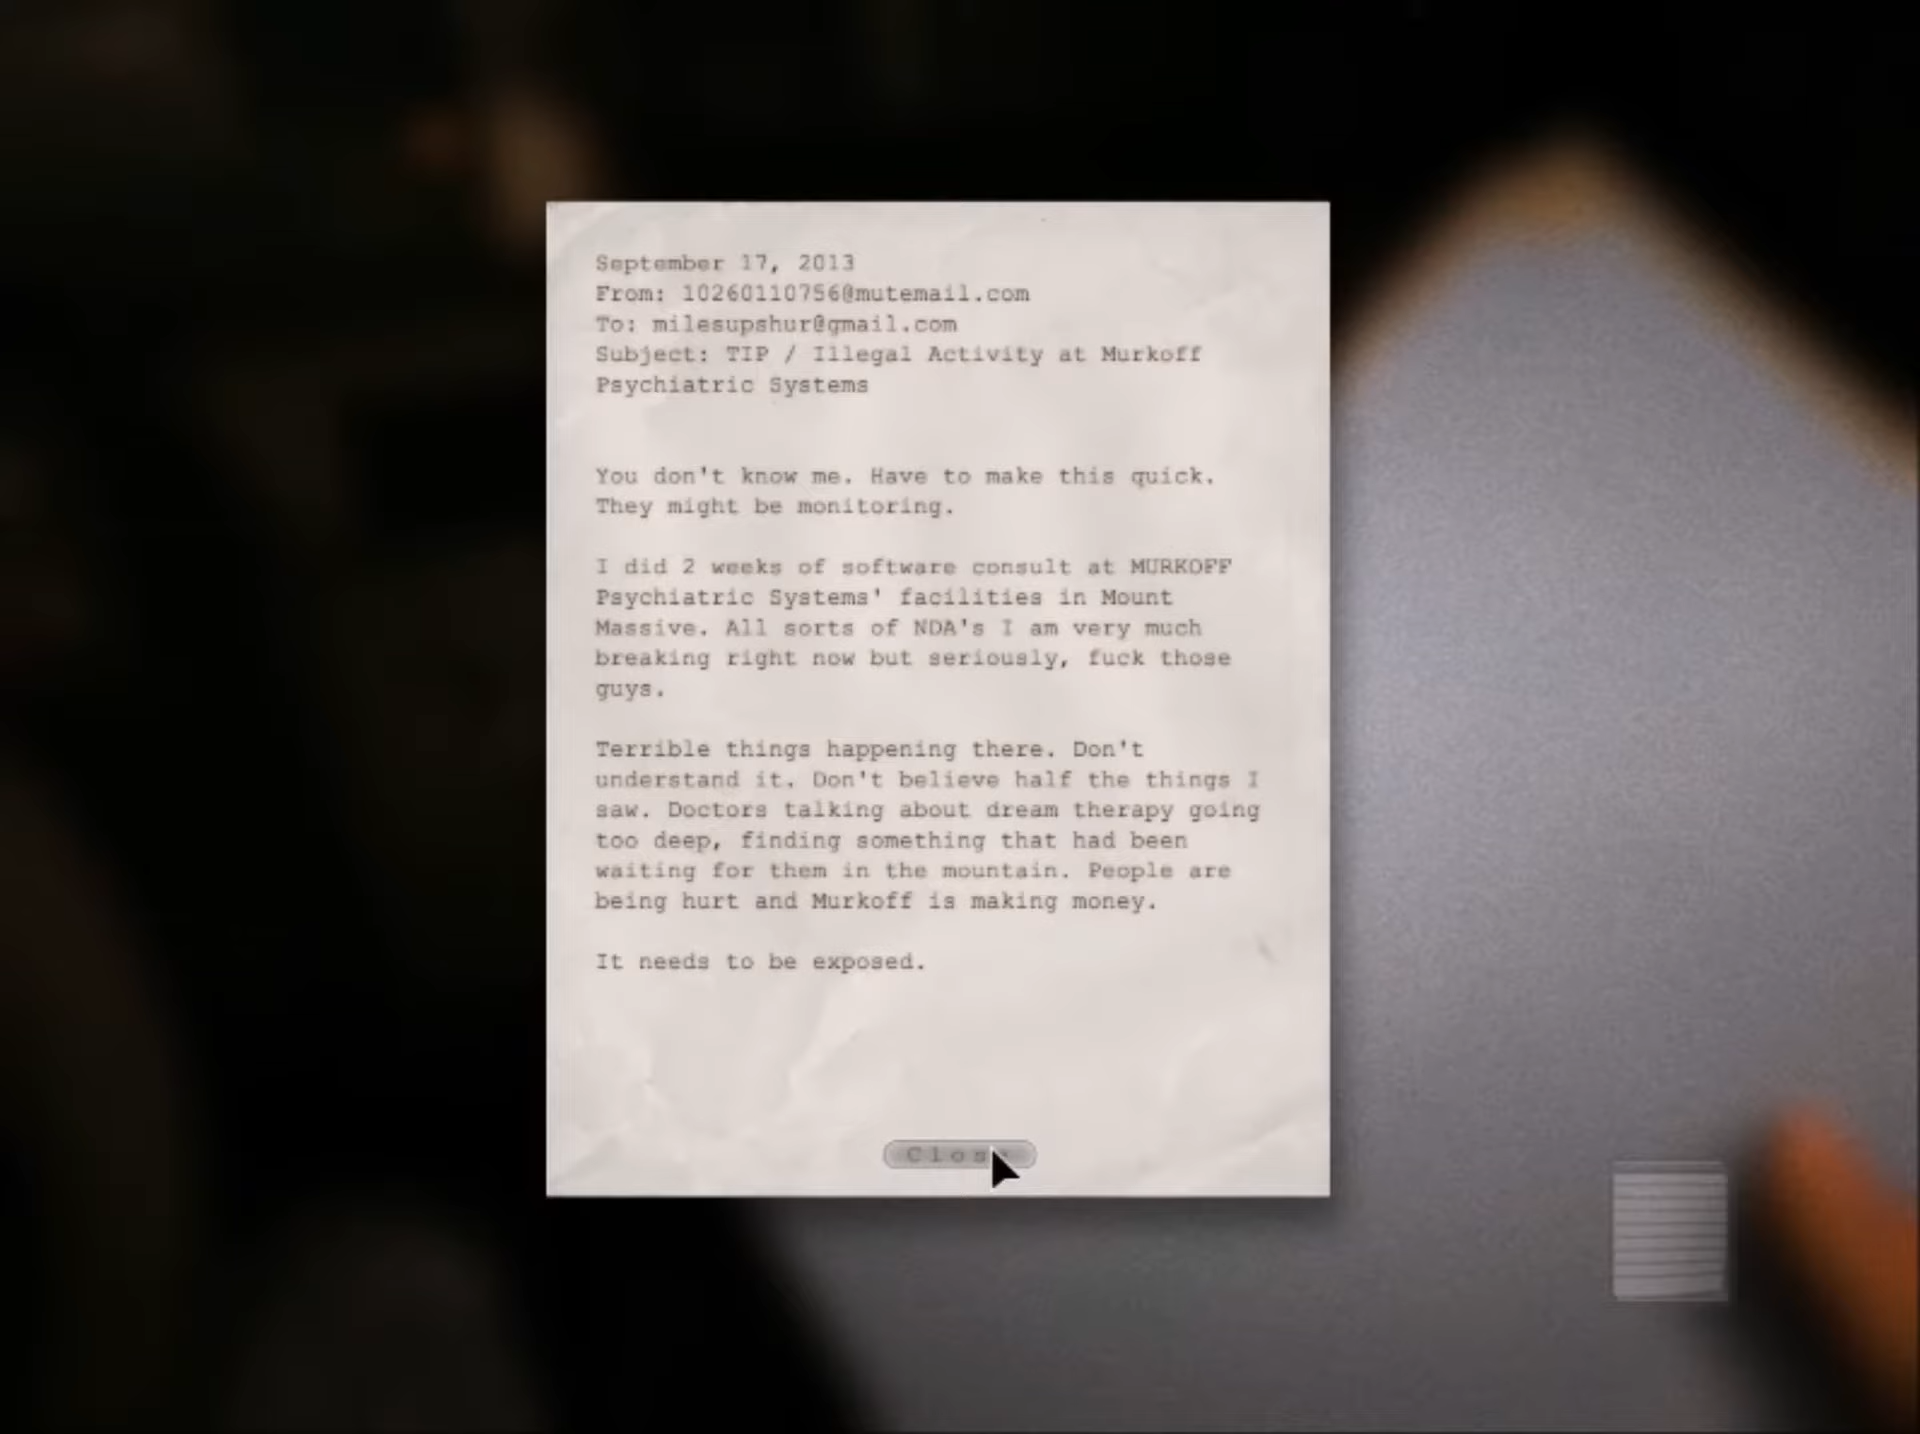 September 17, 2013
From: 10260110756@mutemail.com
To: milesupshur@gmail.com
Subject: TIP / Illegal Activity at Murkoff
Psychiatric Systems
You don't know me. Have to make this quick.
They might be monitoring.
I did 2 weeks of software consult at MURKOFF
Psychiatric Systems' facilities in Mount
Massive. All sorts of NDA's I am very much
breaking right now but seriously, fuck those
guys.
Terrible things happening there. Don't
understand it. Don't believe half the things I
saw. Doctors talking about dream therapy going
too deep, finding something that had been
waiting for them in the mountain. People are
being hurt and Murkoff is making money.
It needs to be exposed.
Close